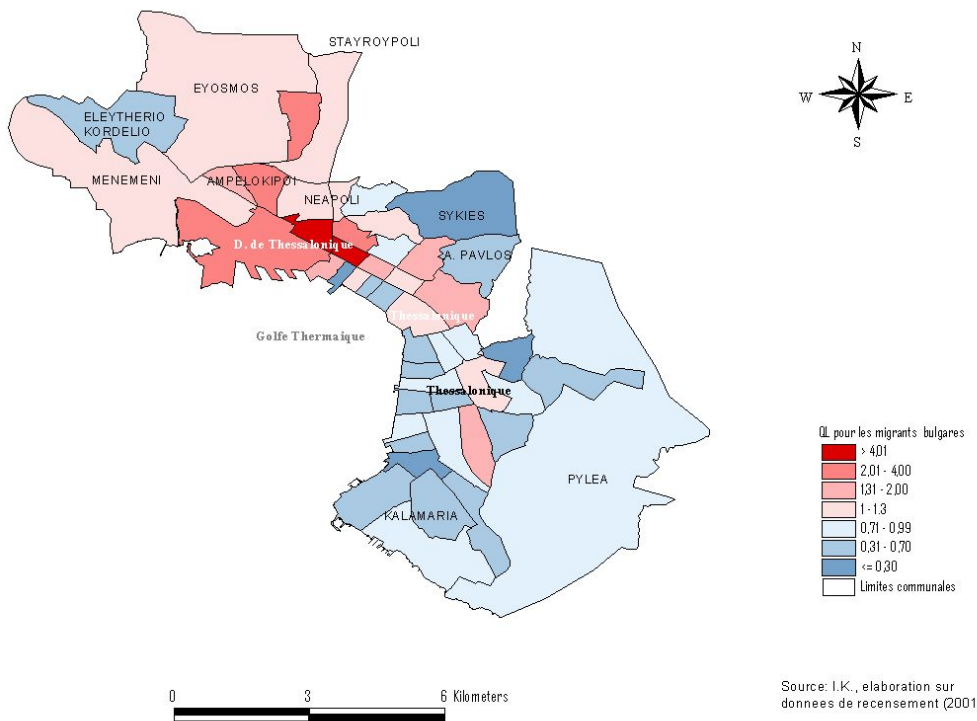 STAYROYPOLI
N
EYOSMOS
W
E
ELEYTHERIO
KORDELIO
S
MENEMENI
AMPELOKIPOI
NEAPOLI
SYKIES
D. de Thessalonique
A. PAVLOS
Thessalonique
Golfe Thermaique
Thessalonique
QL pour les migrants bulgares
> 4,01
2,01 - 4,00
1,31 - 2,00
1 - 1.3
0,71 - 0,99
0,31 - 0,70
<= 0,30
Limites communales
PYLEA
KALAMARIA
0 3 6 Kilometers
Source: I.K., elaboration sur
donnees de recensement (2001